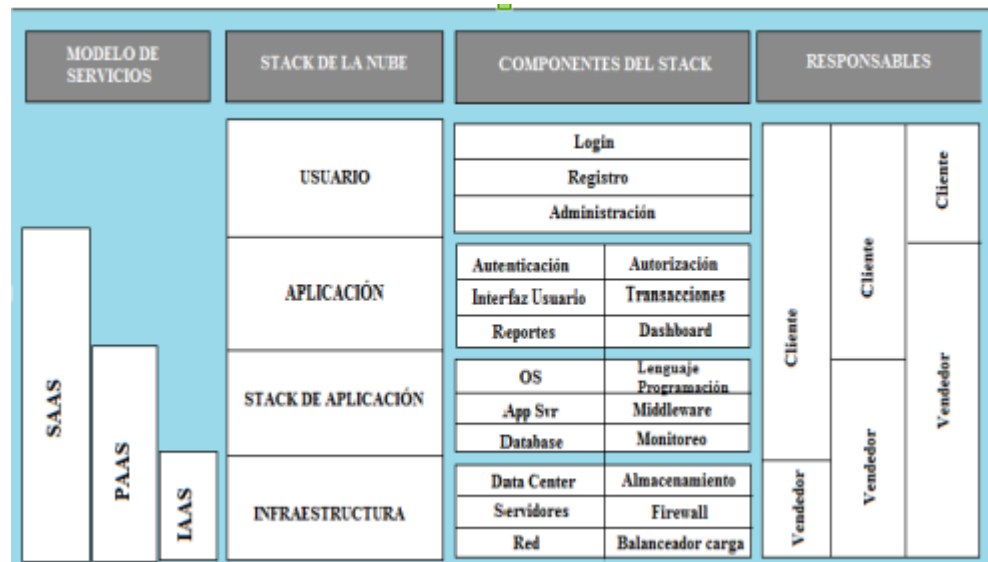 MODELO DE
SERVICIOS
STACK DE LA NUBE
COMPONENTES DEL STACK
RESPONSABLES
USUARIO
Login
Registro
Administración
APLICACIÓN
Autenticación
Autorización
Interfaz Usuario
Transacciones
Reportes
Dashboard
STACK DE APLICACIÓN
OS
Lenguaje
Programación
App Svr
Middleware
Database
Monitoreo
INFRAESTRUCTURA
Data Center
Almacenamiento
Servidores
Firewall
Red
Balanceador carga
SAAS
PAAS
IAAS
Cliente
Vendedor
Cliente
Vendedor
Cliente
Vendedor